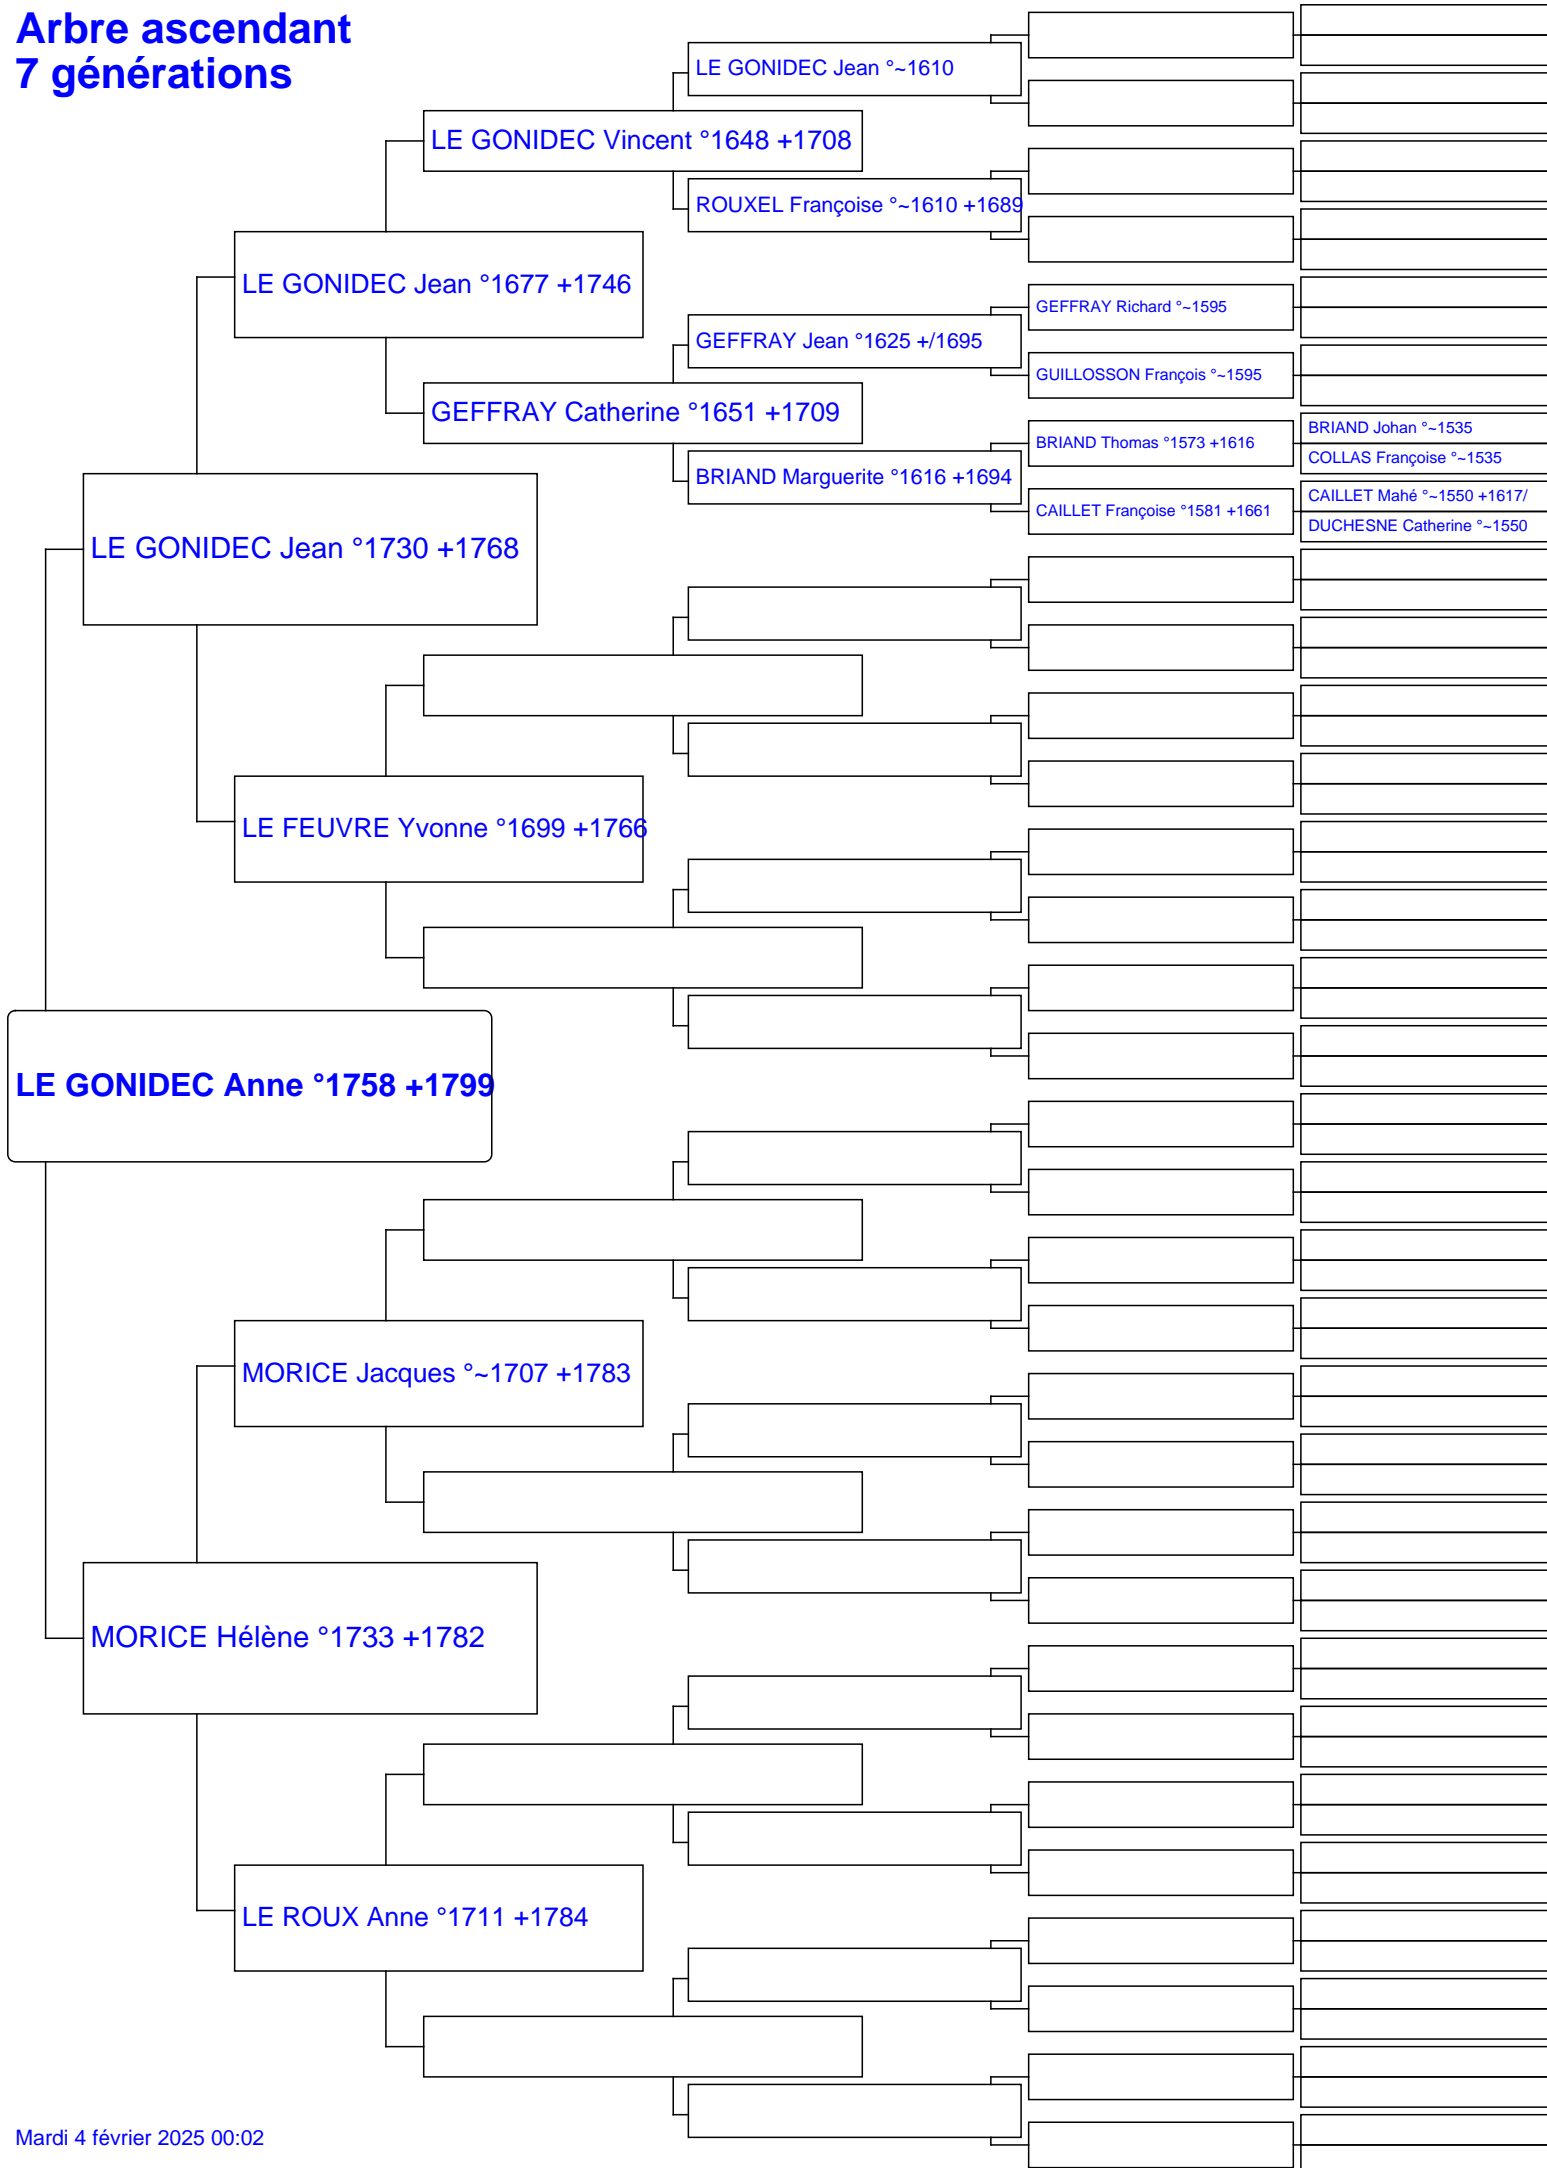 Arbre ascendant
7 générations
LE GONIDEC Jean °~1610
LE GONIDEC Vincent °1648 +1708
ROUXEL Françoise °~1610 +1689
LE GONIDEC Jean °1677 +1746
GEFFRAY Richard °~1595
GEFFRAY Jean °1625 +/1695
GUILLOSSON François °~1595
GEFFRAY Catherine °1651 +1709
BRIAND Johan °~1535
BRIAND Thomas °1573 +1616
COLLAS Françoise °~1535
BRIAND Marguerite °1616 +1694
CAILLET Mahé °~1550 +1617/
CAILLET Françoise °1581 +1661
DUCHESNE Catherine °~1550
LE GONIDEC Jean °1730 +1768
LE FEUVRE Yvonne °1699 +1766
LE GONIDEC Anne °1758 +1799
MORICE Jacques °~1707 +1783
MORICE Hélène °1733 +1782
LE ROUX Anne °1711 +1784
Mardi 4 février 2025 00:02